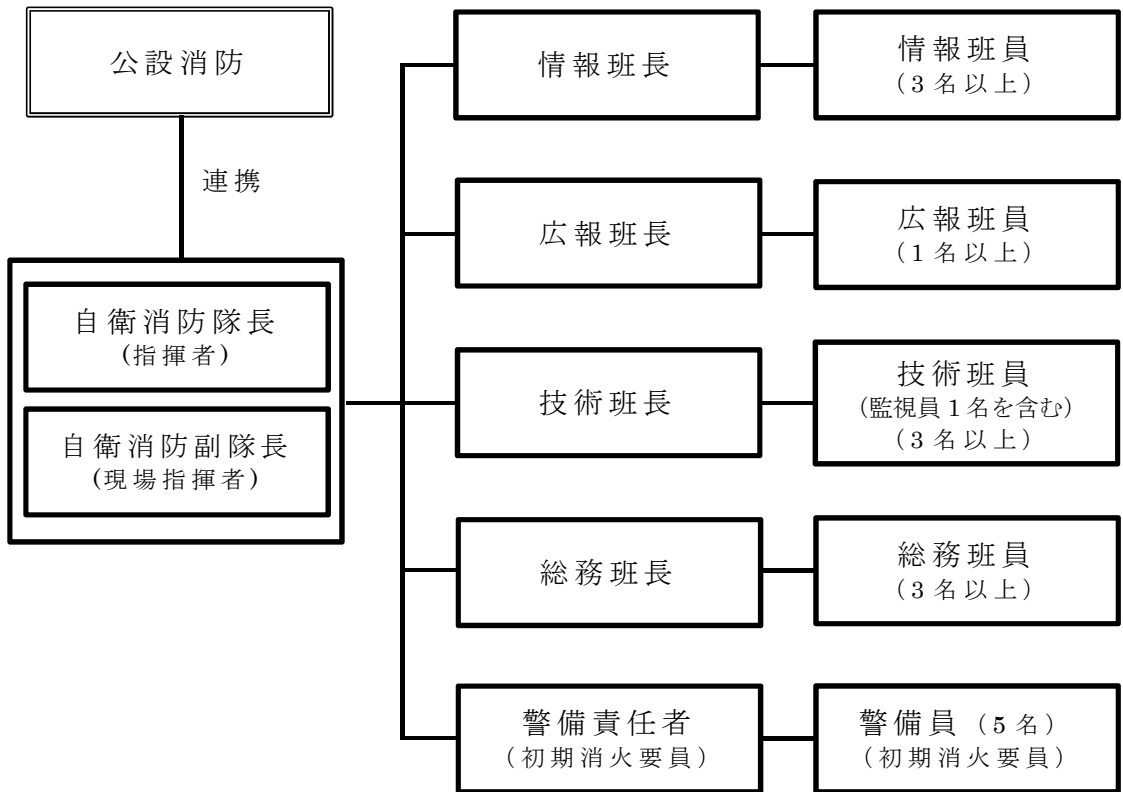 公設消防
連携
自衛消防隊長
(指揮者)
自衛消防副隊長
(現場指揮者)
情報班長
情報班員
(3名以上)
広報班長
広報班員
(1名以上)
技術班長
技術班員
(監視員1名を含む)
(3名以上)
総務班長
総務班員
(3名以上)
警備責任者
(初期消火要員)
警備員(5名)
(初期消火要員)